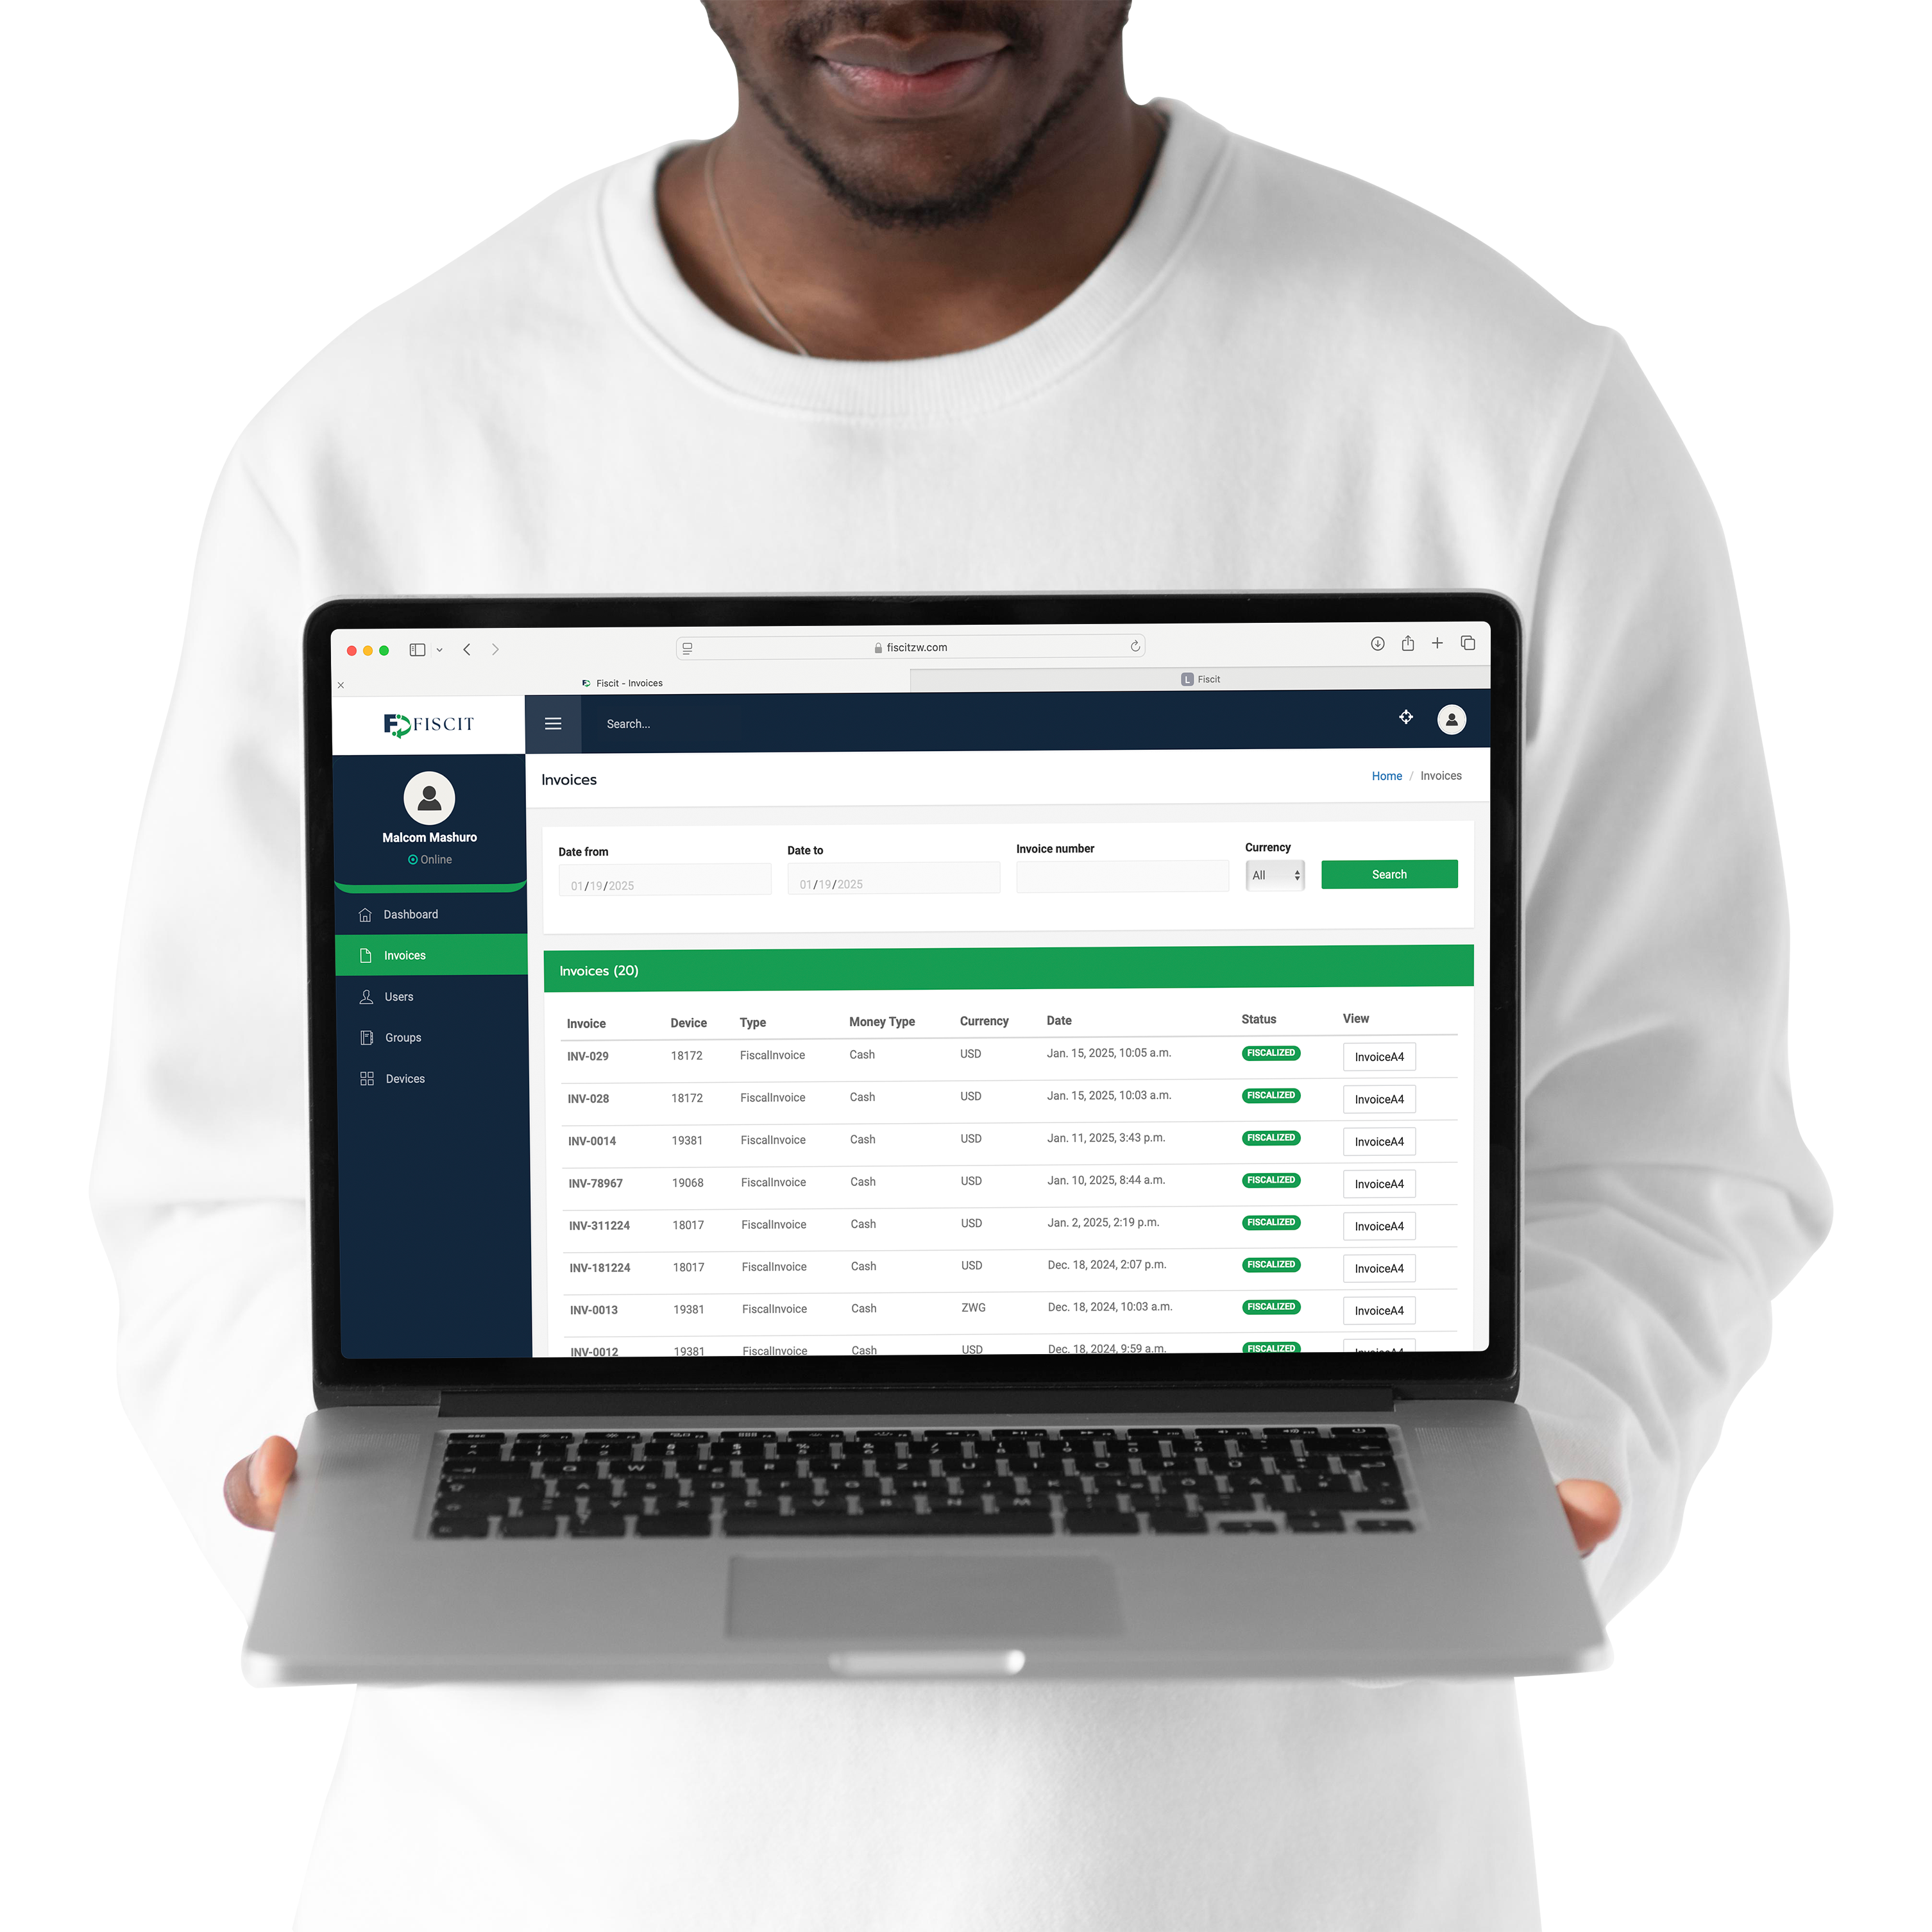 fiscitzw.com
Fiscit - Invoices
L Fiscit
FISCIT
Search...
Malcom Mashuro
Online
Dashboard
Invoices
Users
Groups
Devices
Invoices
Home / Invoices
Date from Date to Invoice number Currency
01/19/2025 01/19/2025 All Search
Invoices (20)
Invoice Device Type Money Type Currency Date Status View
INV-029 18172 FiscalInvoice Cash USD Jan. 15, 2025, 10:05 a.m. FISCALIZED InvoiceA4
INV-028 18172 FiscalInvoice Cash USD Jan. 15, 2025, 10:03 a.m. FISCALIZED InvoiceA4
INV-0014 19381 FiscalInvoice Cash USD Jan. 11, 2025, 3:43 p.m. FISCALIZED InvoiceA4
INV-78967 19068 FiscalInvoice Cash USD Jan. 10, 2025, 8:44 a.m. FISCALIZED InvoiceA4
INV-311224 18017 FiscalInvoice Cash USD Jan. 2, 2025, 2:19 p.m. FISCALIZED InvoiceA4
INV-181224 18017 FiscalInvoice Cash USD Dec. 18, 2024, 2:07 p.m. FISCALIZED InvoiceA4
INV-0013 19381 FiscalInvoice Cash ZWG Dec. 18, 2024, 10:03 a.m. FISCALIZED InvoiceA4
INV-0012 19381 FiscalInvoice Cash USD Dec. 18, 2024, 9:59 a.m. FISCALIZED InvoiceA4